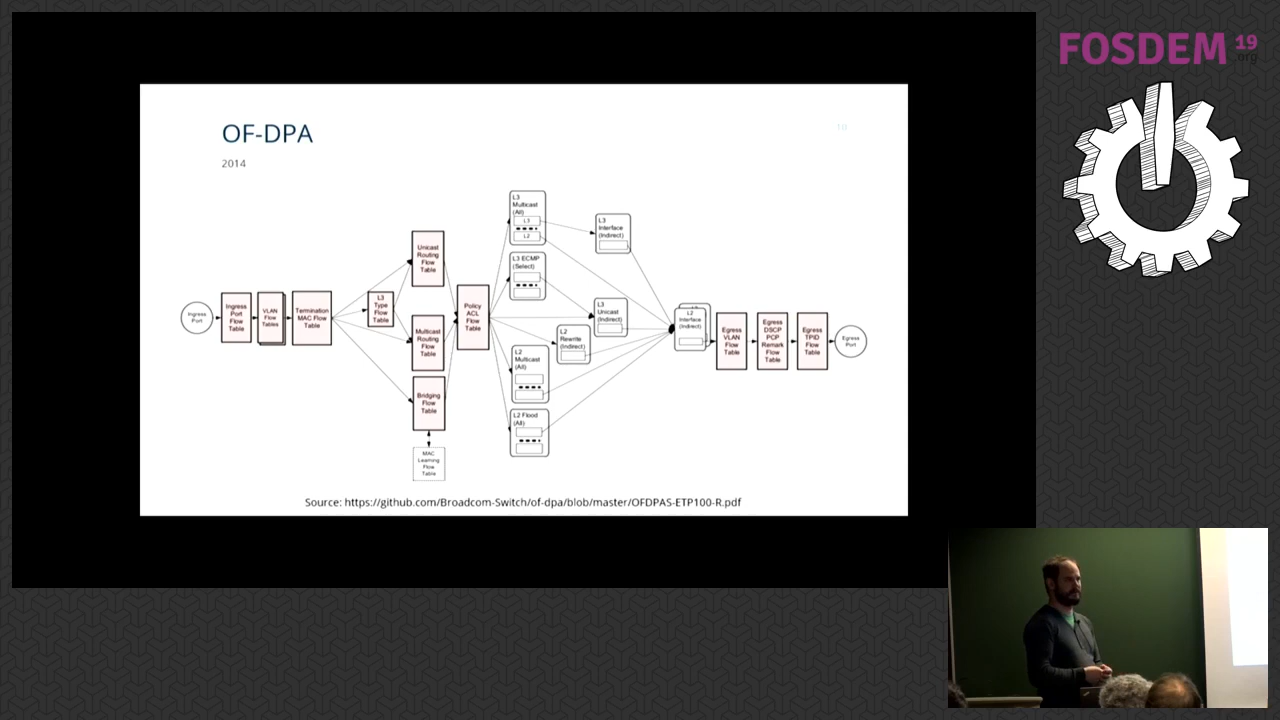 FOSDEM 19
.org
OF-DPA
10
2014
Ingress
Port
Ingress
Port
Flow
Table
VLAN
Flow
Tables
Termination
MAC Flow
Table
L3
Type
Flow
Table
Unicast
Routing
Flow
Table
Multicast
Routing
Flow
Table
Bridging
Flow
Table
MAC
Learning
Flow
Table
Policy
ACL
Flow
Table
L3
Multicast
(All)
L3
L2
L3 ECMP
(Select)
L2
Multicast
(All)
L2 Flood
(All)
L3
Interface
(Indirect)
L3
Unicast
(Indirect)
L2
Rewrite
(Indirect)
L2
Interface
(Indirect)
Egress
VLAN
Flow
Table
Egress
DSCP
PCP
Remark
Flow
Table
Egress
TPID
Flow
Table
Egress
Port
Source: https://github.com/Broadcom-Switch/of-dpa/blob/master/OFDPAS-ETP100-R.pdf